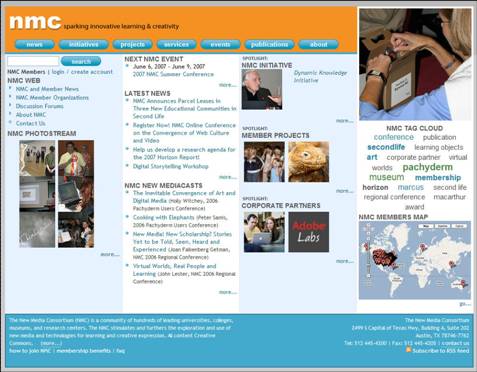 nmc sparking innovative learning & creativity
news initiatives projects services events publications about
search
NMC Members | login / create account
NMC WEB
NMC and Member News
NMC Member Organizations
Discussion Forums
About NMC
Contact Us
NMC PHOTOSTREAM
more...
NEXT NMC EVENT
June 6, 2007 - June 9, 2007
2007 NMC Summer Conference
more...
LATEST NEWS
NMC Announces Parcel Leases in
Three New Educational Communities in
Second Life
Register Now! NMC Online Conference
on the Convergence of Web Culture
and Video
Help us develop a research agenda for
the 2007 Horizon Report!
Digital Storytelling Workshop
more...
NMC NEW MEDIACASTS
The Inevitable Convergence of Art and
Digital Media (Holly Witchey, 2006
Pachyderm Users Conference)
Cooking with Elephants (Peter Samis,
2006 Pachyderm Users Conference)
New Media! New Scholarship? Stories
Yet to be Told, Seen, Heard and
Experienced (Joan Falkenberg Getman,
NMC 2006 Regional Conference)
Virtual Worlds, Real People and
Learning (John Lester, NMC 2006 Regional
Conference)
more...
SPOTLIGHT:
NMC INITIATIVE
Dynamic Knowledge
Initiative
more...
SPOTLIGHT:
MEMBER PROJECTS
more...
SPOTLIGHT:
CORPORATE PARTNERS
Adobe
Labs
more...
NMC TAG CLOUD
conference publication
secondlife learning objects
art corporate partner virtual
worlds pachyderm
museum membership
horizon marcus second life
regional conference macarthur
award
NMC MEMBERS MAP
go...
The New Media Consortium (NMC) is a community of hundreds of leading universities, colleges,
museums, and research centers. The NMC stimulates and furthers the exploration and use of
new media and technologies for learning and creative expression. All content Creative
Commons. (more...)
how to join NMC | membership benefits | faq
The New Media Consortium
2499 S Capital of Texas Hwy, Building A, Suite 202
Austin, TX 78746-7762
Tel: 512 445-4200 | Fax: 512 445-4205 | contact us
Subscribe to RSS feed